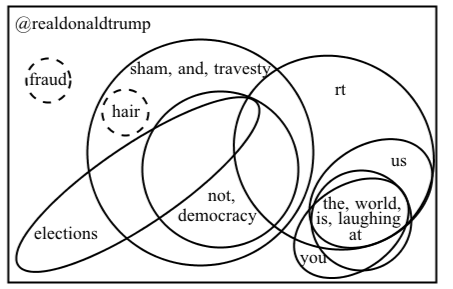 @realdonaldtrump
fraud
sham, and, travesty
hair
rt
us
not,
democracy
the, world,
is, laughing
at
elections
you